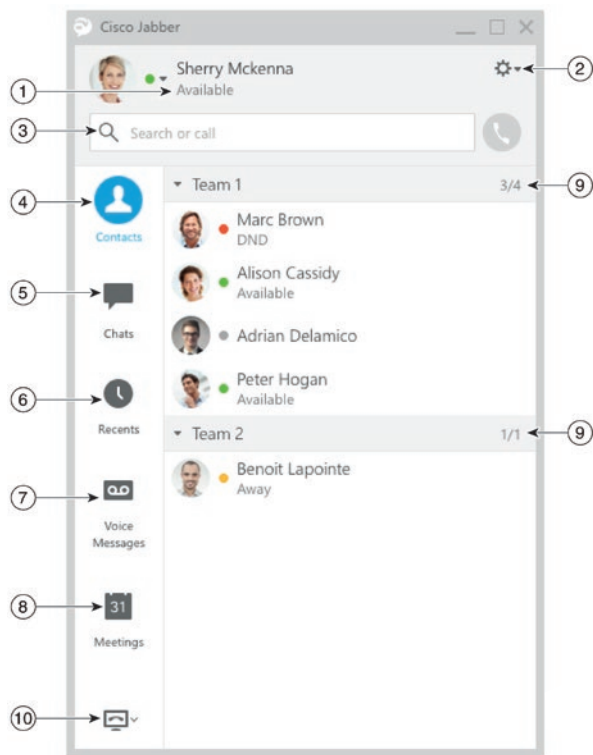 Cisco Jabber
Sherry Mckenna
1
Available
2
3
Search or call
Team 1
3/4
9
4
Contacts
Marc Brown
DND
5
Chats
Alison Cassidy
Available
Adrian Delamico
6
Recents
Peter Hogan
Available
Team 2
1/1
9
7
Voice
Messages
Benoit Lapointe
Away
8
31
Meetings
10